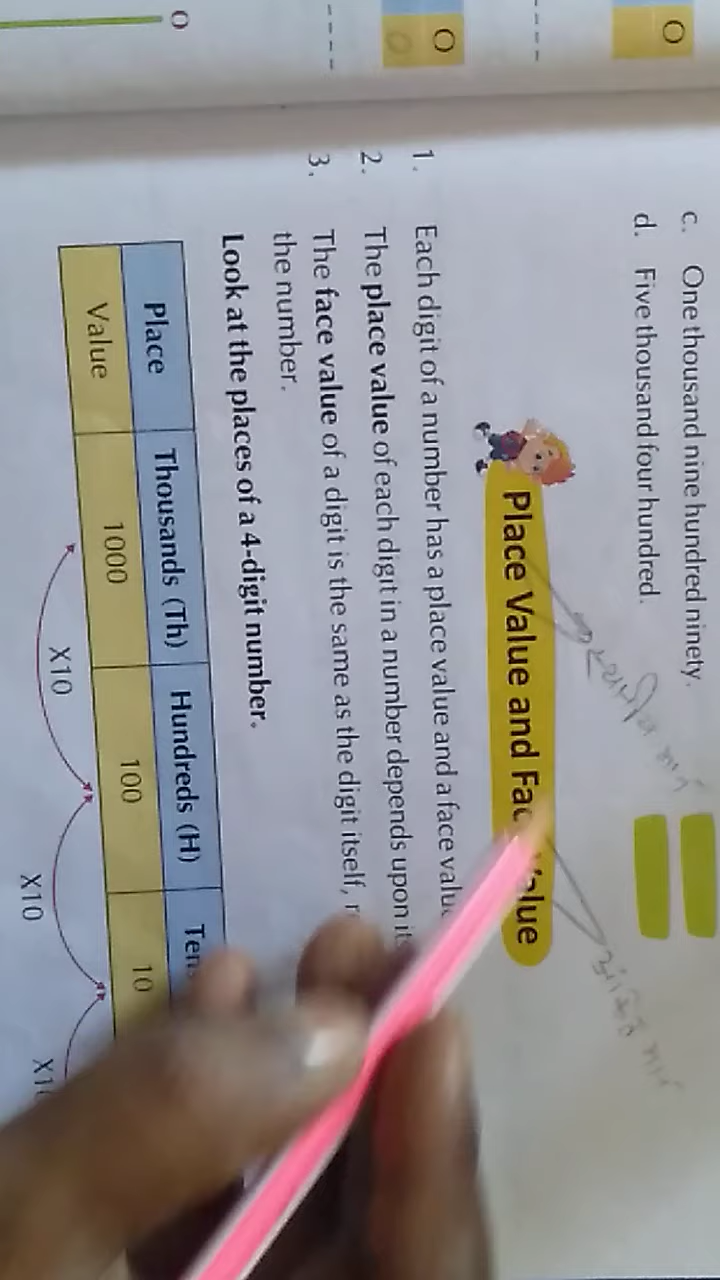 O
O
O
c. One thousand nine hundred ninety.
d. Five thousand four hundred.
Place Value and Value
1. Each digit of a number has a place value and a face
2. The place value of each digit in a number depends upon
3. The face value of a digit is the same as the digit itself,
the number.
Look at the places of a 4-digit number.
Place Thousands (Th) Hundreds (H)
Value 1000 100 10
X10 X10